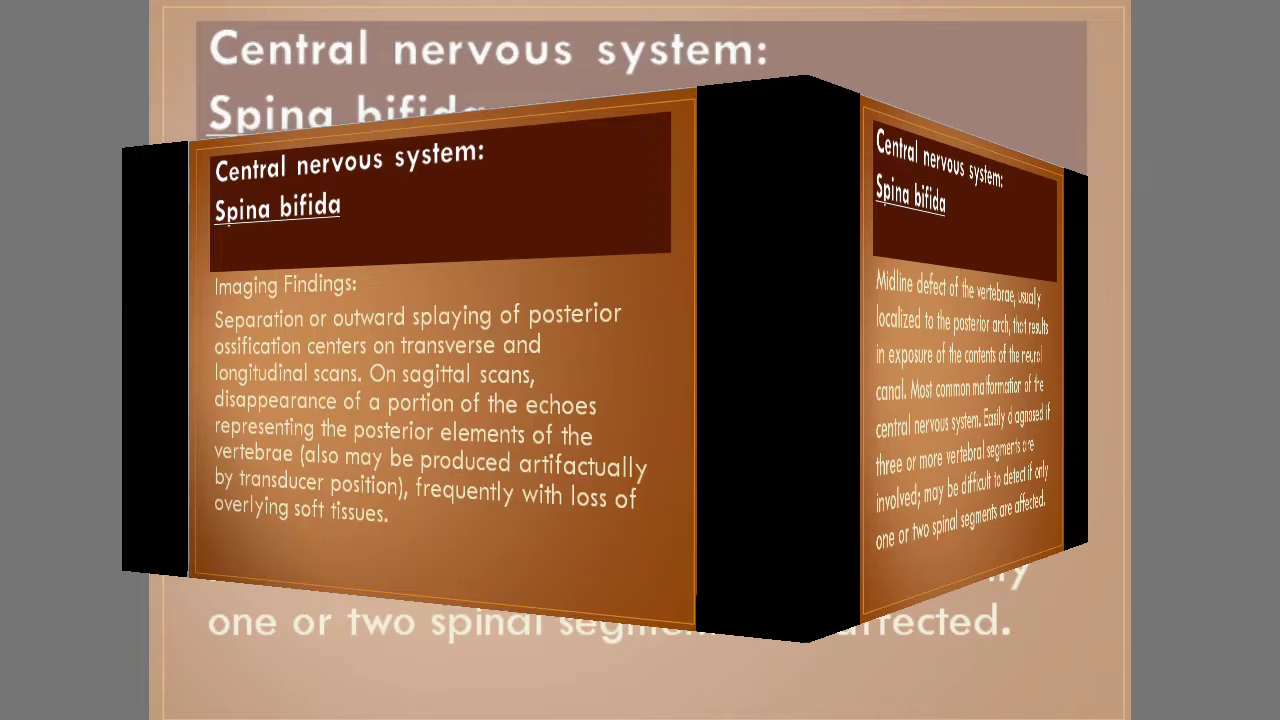 Central nervous system:
Spina bifida
Central nervous system:
Spina bifida
Imaging Findings:
Separation or outward splaying of posterior
ossification centers on transverse and
longitudinal scans. On sagittal scans,
disappearance of a portion of the echoes
representing the posterior elements of the
vertebrae (also may be produced artifactually
by transducer position), frequently with loss of
overlying soft tissues.
Central nervous system:
Spina bifida
Midline defect of the vertebrae, usually
localized to the posterior arch, that results
in exposure of the contents of the neural
canal. Most common malformation of the
central nervous system. Easily diagnosed if
three or more vertebral segments are
involved; may be difficult to detect if only
one or two spinal segments are affected.
one or two spinal affected.